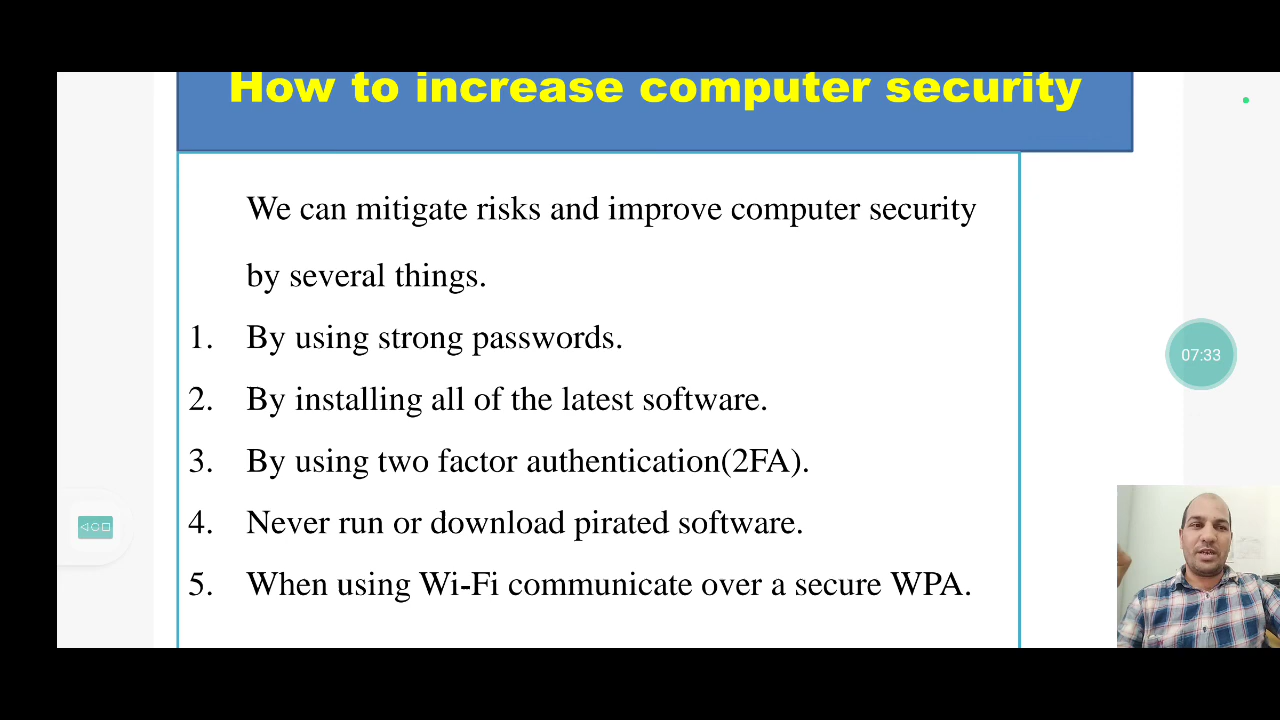 How to increase computer security
We can mitigate risks and improve computer security
by several things.
1. By using strong passwords.
2. By installing all of the latest software.
3. By using two factor authentication(2FA).
4. Never run or download pirated software.
5. When using Wi-Fi communicate over a secure WPA.
07:33